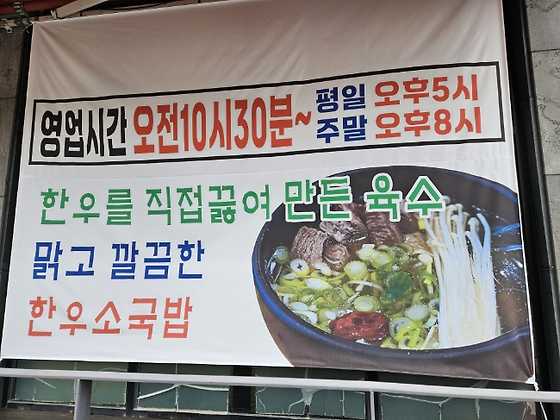 영업시간 오전10시30분~ 평일 오후5시
주말 오후8시
한우를 직접끓여 만든 육수
맑고 깔끔한
한우소국밥